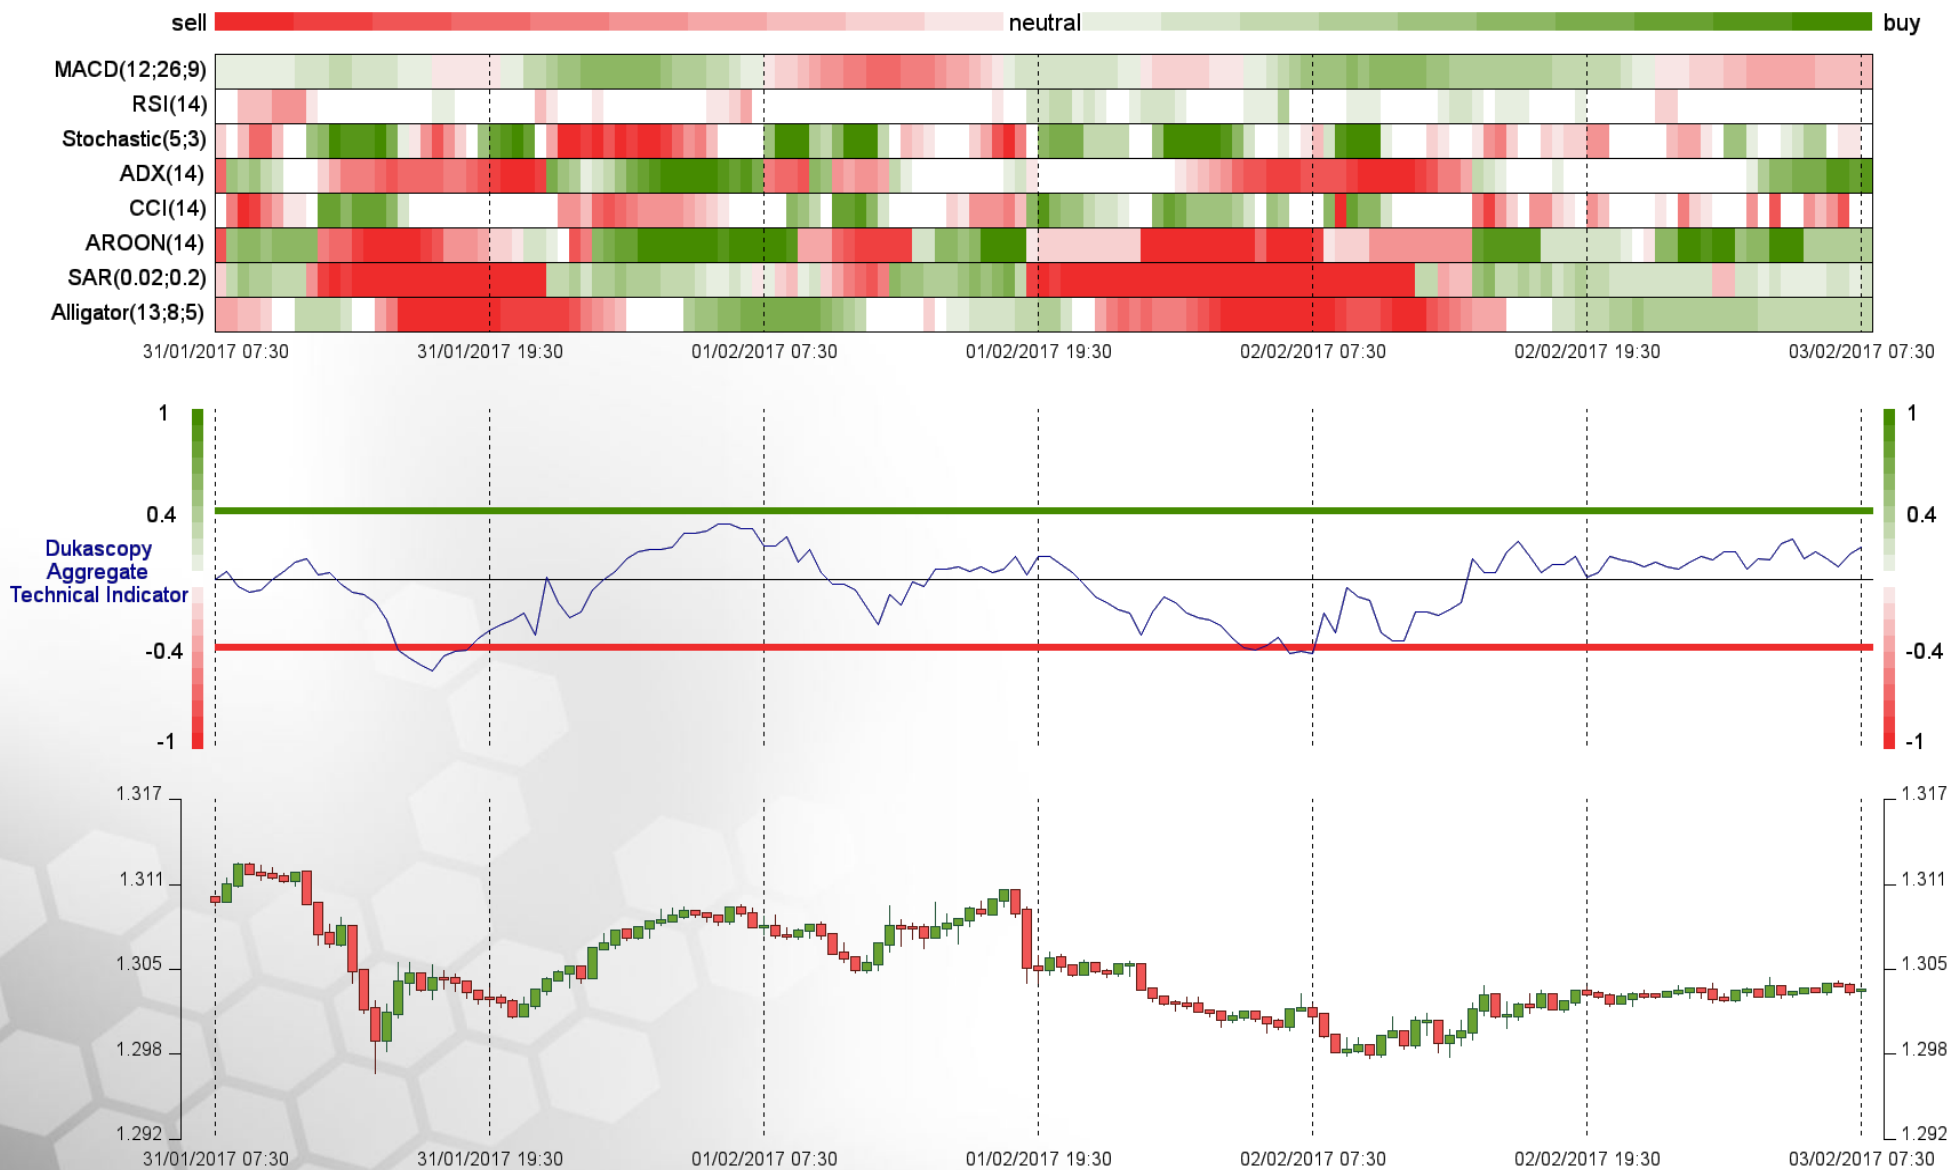 sell neutral buy
MACD(12;26;9)
RSI(14)
Stochastic(5;3)
ADX(14)
CCI(14)
AROON(14)
SAR(0.02;0.2)
Alligator(13;8;5)
31/01/2017 07:30 31/01/2017 19:30 01/02/2017 07:30 01/02/2017 19:30 02/02/2017 07:30 02/02/2017 19:30 03/02/2017 07:30
1 1
0.4 0.4
Dukascopy
Aggregate
Technical Indicator
-0.4 -0.4
-1 -1
1.317 1.317
1.311 1.311
1.305 1.305
1.298 1.298
1.292 1.292
31/01/2017 07:30 31/01/2017 19:30 01/02/2017 07:30 01/02/2017 19:30 02/02/2017 07:30 02/02/2017 19:30 03/02/2017 07:30